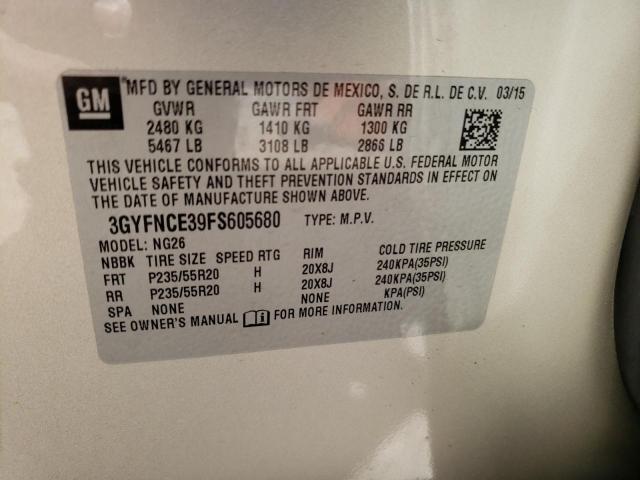 GM
MFD BY GENERAL MOTORS DE MEXICO, S. DE R.L. DE C.V. 03/15
GVWR GAWR FRT GAWR RR
2480 KG 1410 KG 1300 KG
5467 LB 3108 LB 2866 LB
THIS VEHICLE CONFORMS TO ALL APPLICABLE U.S. FEDERAL MOTOR
VEHICLE SAFETY AND THEFT PREVENTION STANDARDS IN EFFECT ON
THE DATE OF MANUFACTURE SHOWN ABOVE.
3GYFNCE39FS605680 TYPE: M.P.V.
MODEL: NG26
NBBK TIRE SIZE SPEED RTG RIM COLD TIRE PRESSURE
FRT P235/55R20 H 20X8J 240KPA(35PSI)
RR P235/55R20 H 20X8J 240KPA(35PSI)
SPA NONE NONE KPA(PSI)
SEE OWNER'S MANUAL FOR MORE INFORMATION.